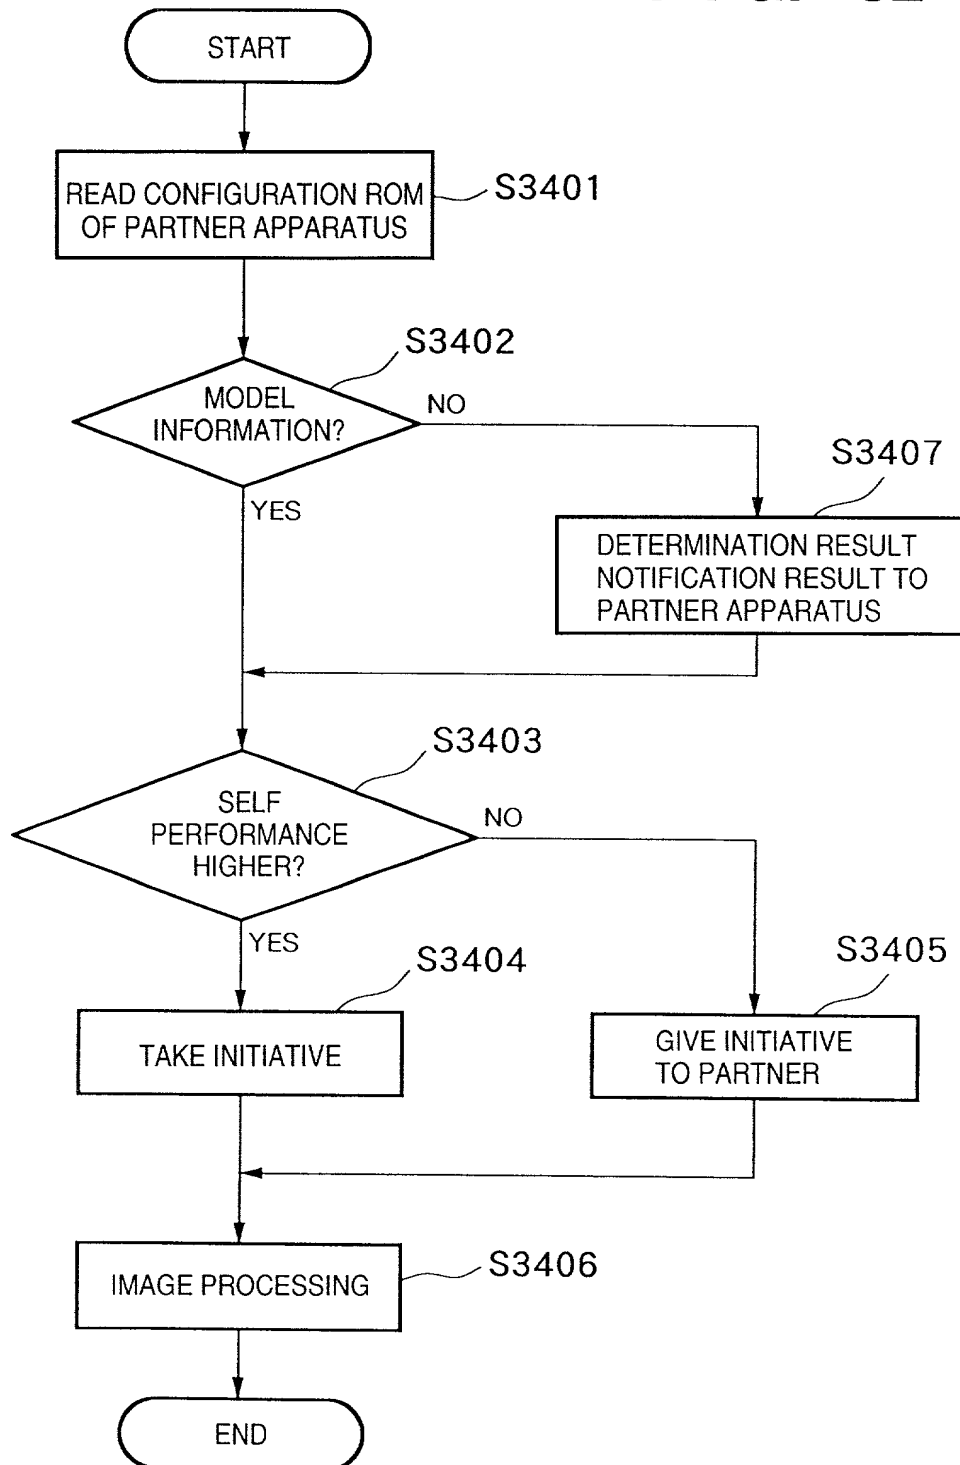 START
READ CONFIGURATION ROM
OF PARTNER APPARATUS
S3401
S3402
MODEL
INFORMATION?
NO
YES
S3407
DETERMINATION RESULT
NOTIFICATION RESULT TO
PARTNER APPARATUS
S3403
SELF
PERFORMANCE
HIGHER?
NO
YES
S3404
TAKE INITIATIVE
S3405
GIVE INITIATIVE
TO PARTNER
IMAGE PROCESSING
S3406
END